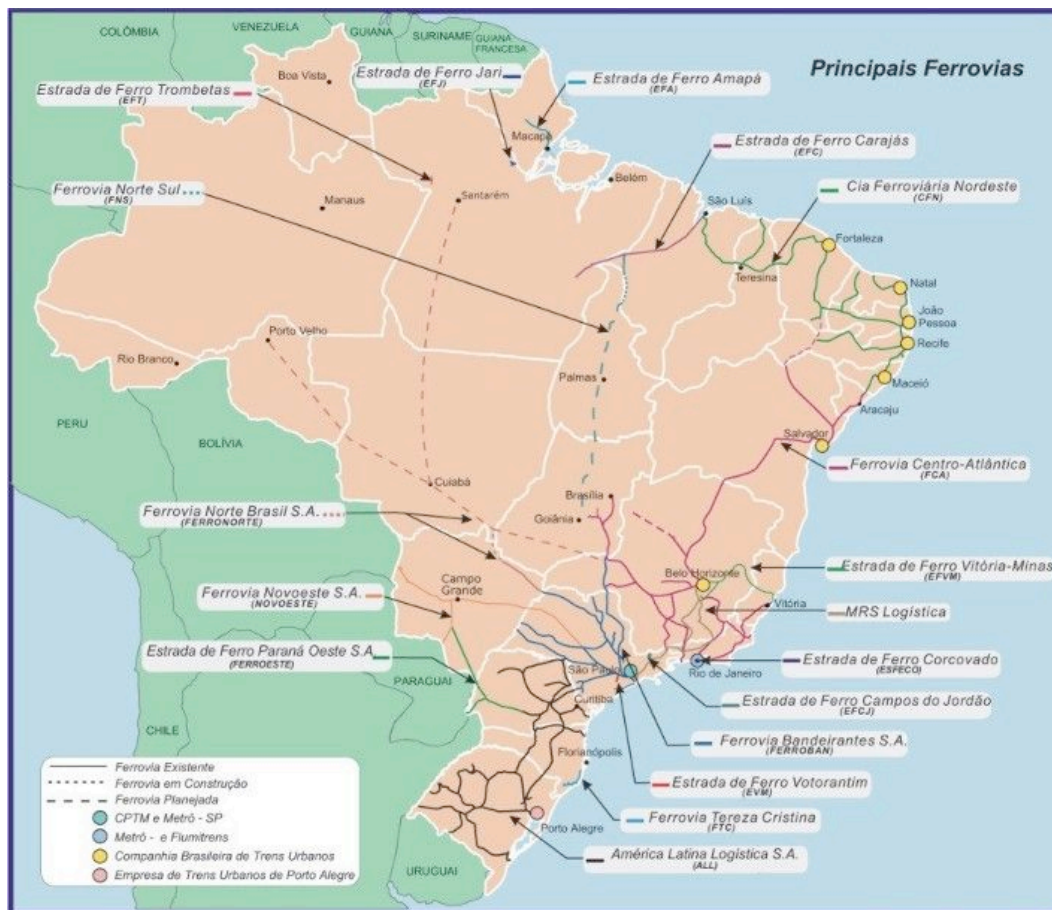 COLÔMBIA
VENEZUELA
GUIANA
SURINAME
GUIANA
FRANCESA
Principais Ferrovias
Boa Vista
Estrada de Ferro Jari
(EFJ)
Estrada de Ferro Amapá
(EFA)
Estrada de Ferro Trombetas
(EFT)
Macapá
Estrada de Ferro Carajás
(EFC)
Belém
Ferrovia Norte Sul
(FNS)
Santarém
Manaus
Cia Ferroviária Nordeste
(CFN)
São Luís
Fortaleza
Teresina
Natal
João
Pessoa
Porto Velho
Recife
Rio Branco
Palmas
Maceió
Aracaju
PERU
BOLÍVIA
Salvador
Ferrovia Centro-Atlântica
(FCA)
Cuiabá
Brasília
Goiânia
Ferrovia Norte Brasil S.A.
(FERRONORTE)
Estrada de Ferro Vitória-Minas
(EFVM)
Belo Horizonte
Campo
Grande
Ferrovia Novoeste S.A.
(NOVOESTE)
Vitória
MRS Logística
Estrada de Ferro Paraná Oeste S.A
(FERROESTE)
São Paulo
Rio de Janeiro
Estrada de Ferro Corcovado
(ESFECO)
PARAGUAI
Curitiba
Estrada de Ferro Campos do Jordão
(EFCJ)
CHILE
Ferrovia Bandeirantes S.A.
(FERROBAN)
Florianópolis
Estrada de Ferro Votorantim
(EVM)
Ferrovia Tereza Cristina
(FTC)
Porto Alegre
América Latina Logística S.A.
(ALL)
URUGUAI
Ferrovia Existente
Ferrovia em Construção
Ferrovia Planejada
CPTM e Metrô - SP
Metrô - e Flumitrens
Companhia Brasileira de Trens Urbanos
Empresa de Trens Urbanos de Porto Alegre